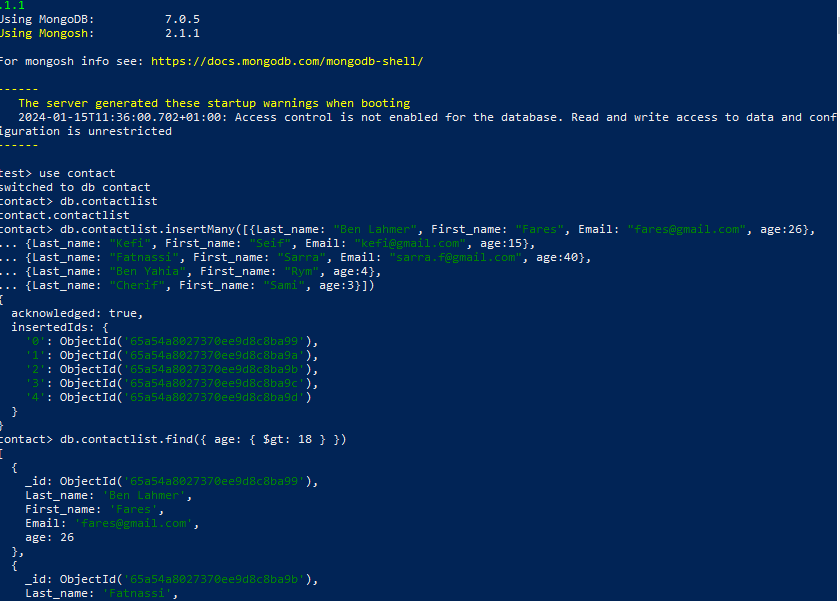 .1.1
Using MongoDB: 7.0.5
Using Mongosh: 2.1.1
For mongosh info see: https://docs.mongodb.com/mongodb-shell/
------
The server generated these startup warnings when booting
2024-01-15T11:36:00.702+01:00: Access control is not enabled for the database. Read and write access to data and conf
iguration is unrestricted
------
test> use contact
switched to db contact
contact> db.contactlist
contact.contactlist
contact> db.contactlist.insertMany([{Last_name: "Ben Lahmer", First_name: "Fares", Email: "fares@gmail.com", age:26},
... {Last_name: "Kefi", First_name: "Seif", Email: "kefi@gmail.com", age:15},
... {Last_name: "Fatnassi", First_name: "Sarra", Email: "sarra.f@gmail.com", age:40},
... {Last_name: "Ben Yahia", First_name: "Rym", age:4},
... {Last_name: "Cherif", First_name: "Sami", age:3}])
{
acknowledged: true,
insertedIds: {
'0': ObjectId('65a54a8027370ee9d8c8ba99'),
'1': ObjectId('65a54a8027370ee9d8c8ba9a'),
'2': ObjectId('65a54a8027370ee9d8c8ba9b'),
'3': ObjectId('65a54a8027370ee9d8c8ba9c'),
'4': ObjectId('65a54a8027370ee9d8c8ba9d')
}
}
contact> db.contactlist.find({ age: { $gt: 18 } })
[
{
_id: ObjectId('65a54a8027370ee9d8c8ba99'),
Last_name: 'Ben Lahmer',
First_name: 'Fares',
Email: 'fares@gmail.com',
age: 26
},
{
_id: ObjectId('65a54a8027370ee9d8c8ba9b'),
Last_name: 'Fatnassi',